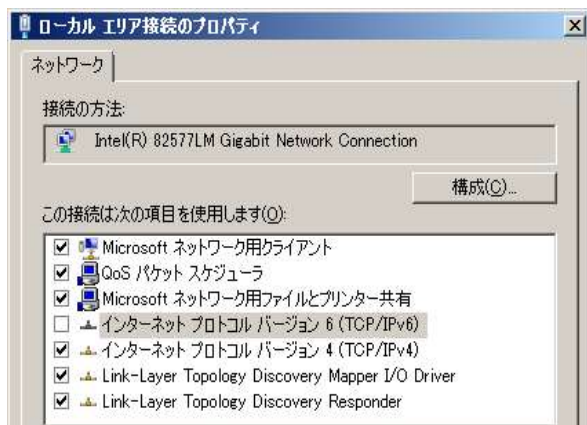 ローカル エリア接続のプロパティ
ネットワーク
接続の方法:
Intel(R) 82577LM Gigabit Network Connection
構成(C)...
この接続は次の項目を使用します(O):
Microsoft ネットワーク用クライアント
QoS パケット スケジューラ
Microsoft ネットワーク用ファイルとプリンター共有
インターネット プロトコル バージョン 6 (TCP/IPv6)
インターネット プロトコル バージョン 4 (TCP/IPv4)
Link-Layer Topology Discovery Mapper I/O Driver
Link-Layer Topology Discovery Responder